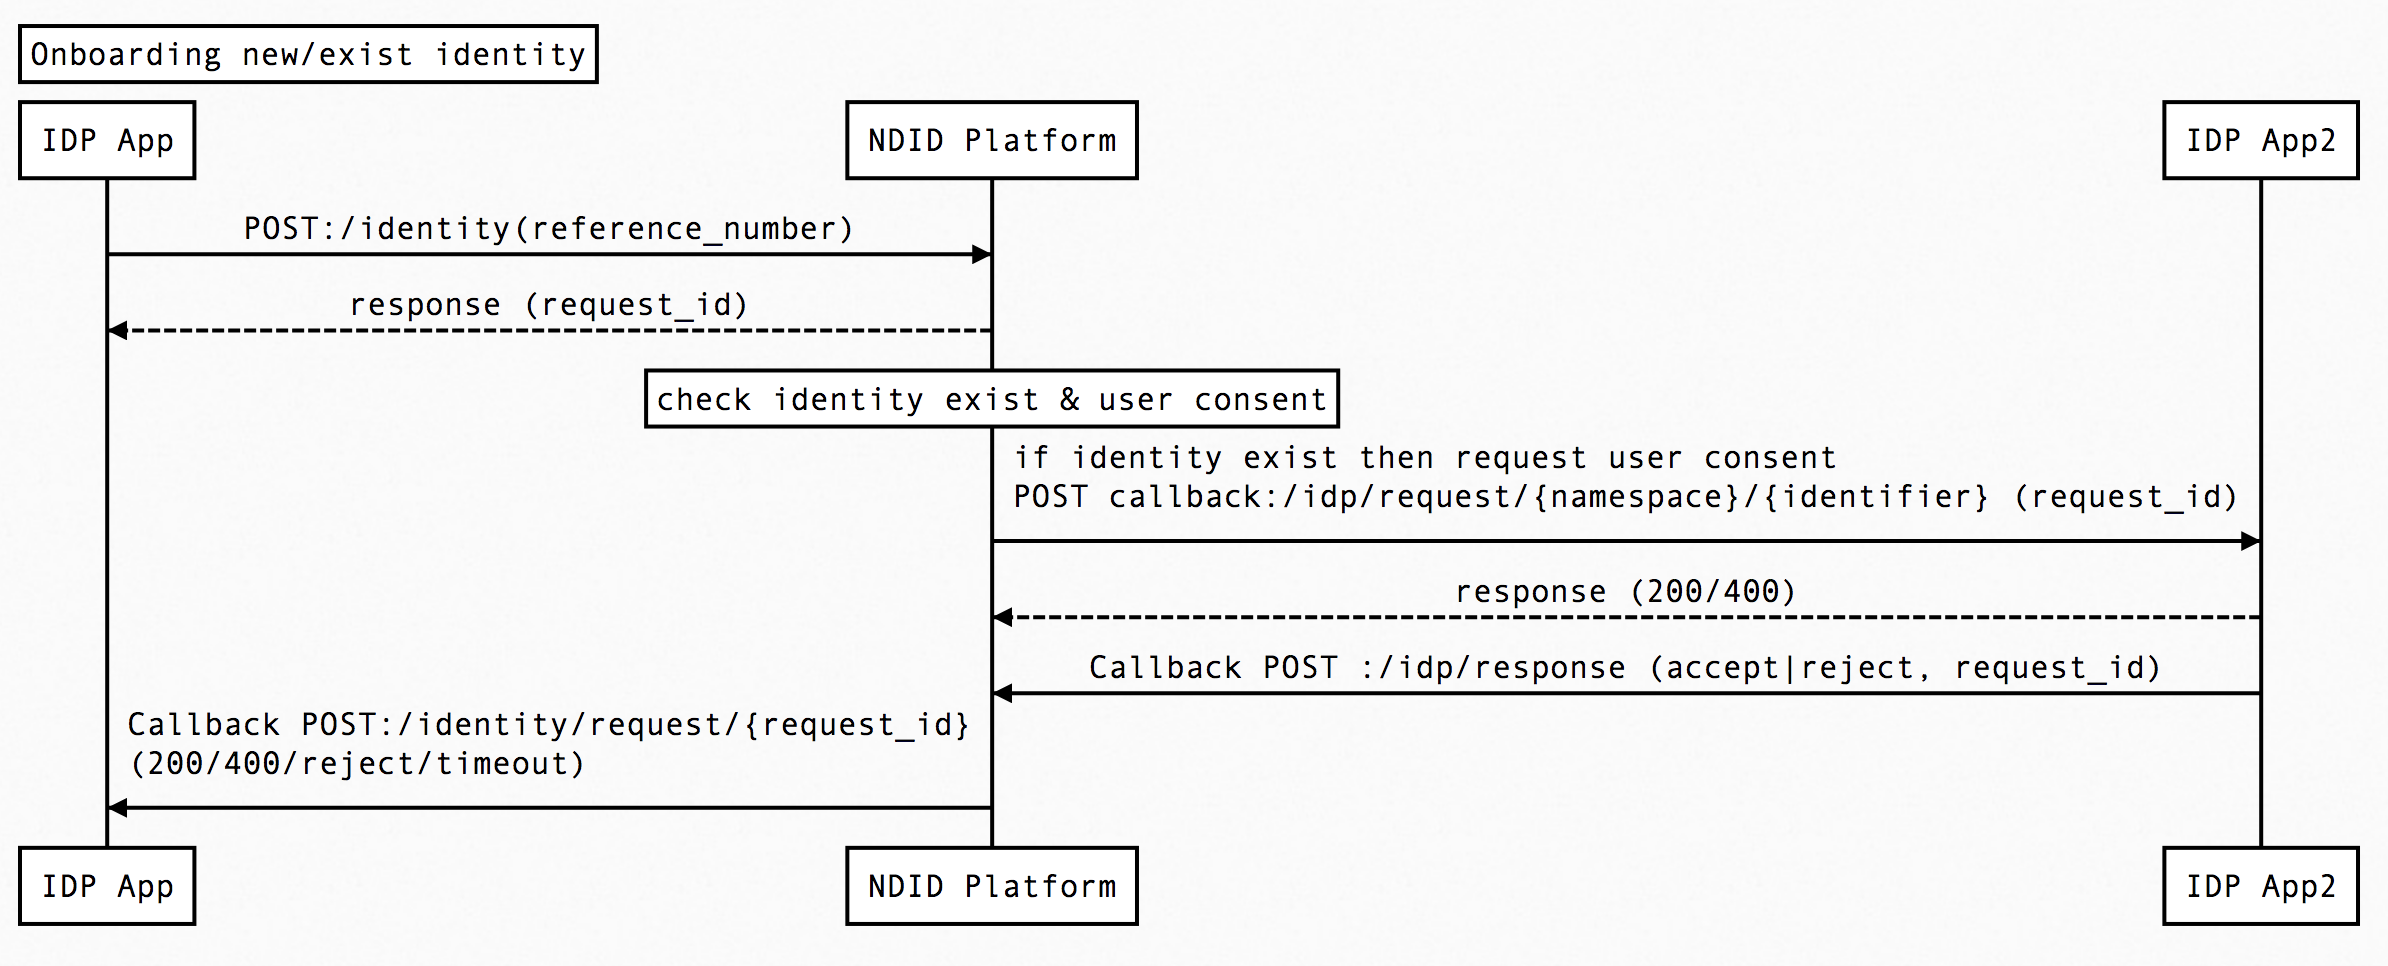 Onboarding new/exist identity
IDP App
NDID Platform
IDP App2
POST:/identity(reference_number)
response (request_id)
check identity exist & user consent
if identity exist then request user consent
POST callback:/idp/request/{namespace}/{identifier} (request_id)
response (200/400)
Callback POST :/idp/response (accept|reject, request_id)
Callback POST:/identity/request/{request_id}
(200/400/reject/timeout)
IDP App
NDID Platform
IDP App2